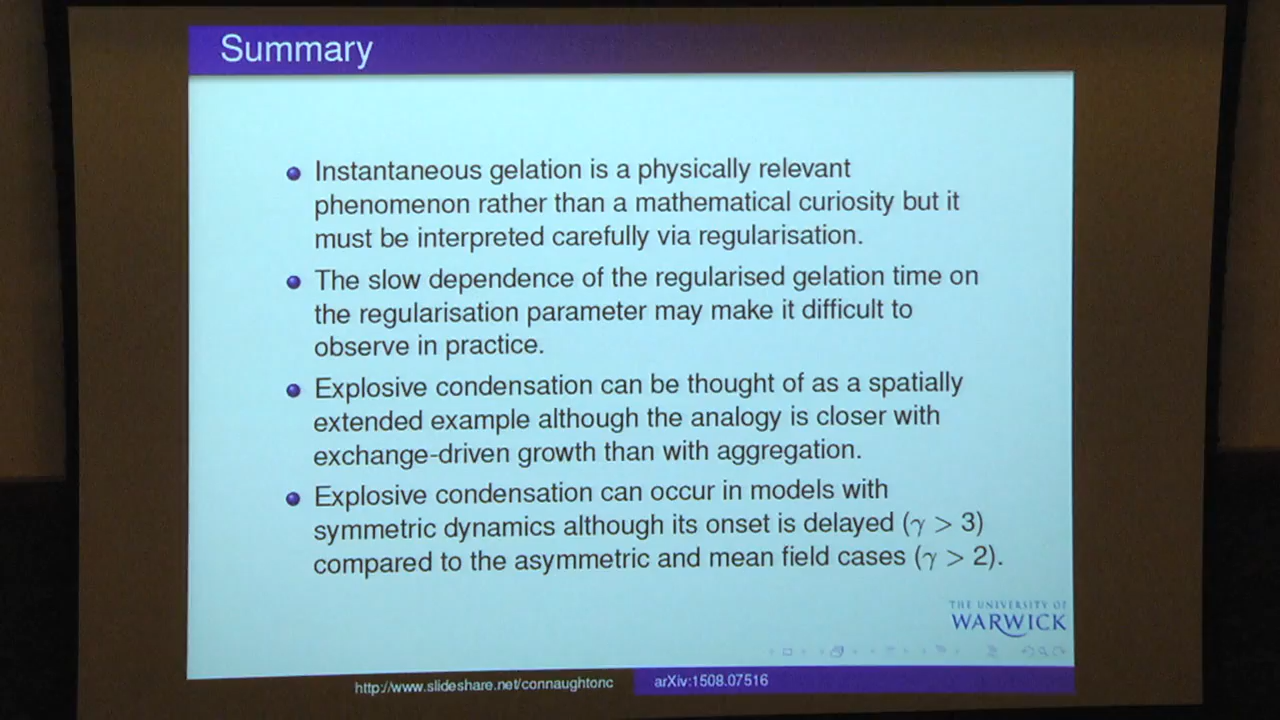 Summary
Instantaneous gelation is a physically relevant
phenomenon rather than a mathematical curiosity but it
must be interpreted carefully via regularisation.
The slow dependence of the regularised gelation time on
the regularisation parameter may make it difficult to
observe in practice.
Explosive condensation can be thought of as a spatially
extended example although the analogy is closer with
exchange-driven growth than with aggregation.
Explosive condensation can occur in models with
symmetric dynamics although its onset is delayed (γ > 3)
compared to the asymmetric and mean field cases (γ > 2).
THE UNIVERSITY OF
WARWICK
http://www.slideshare.net/connaughtonc
arXiv:1508.07516